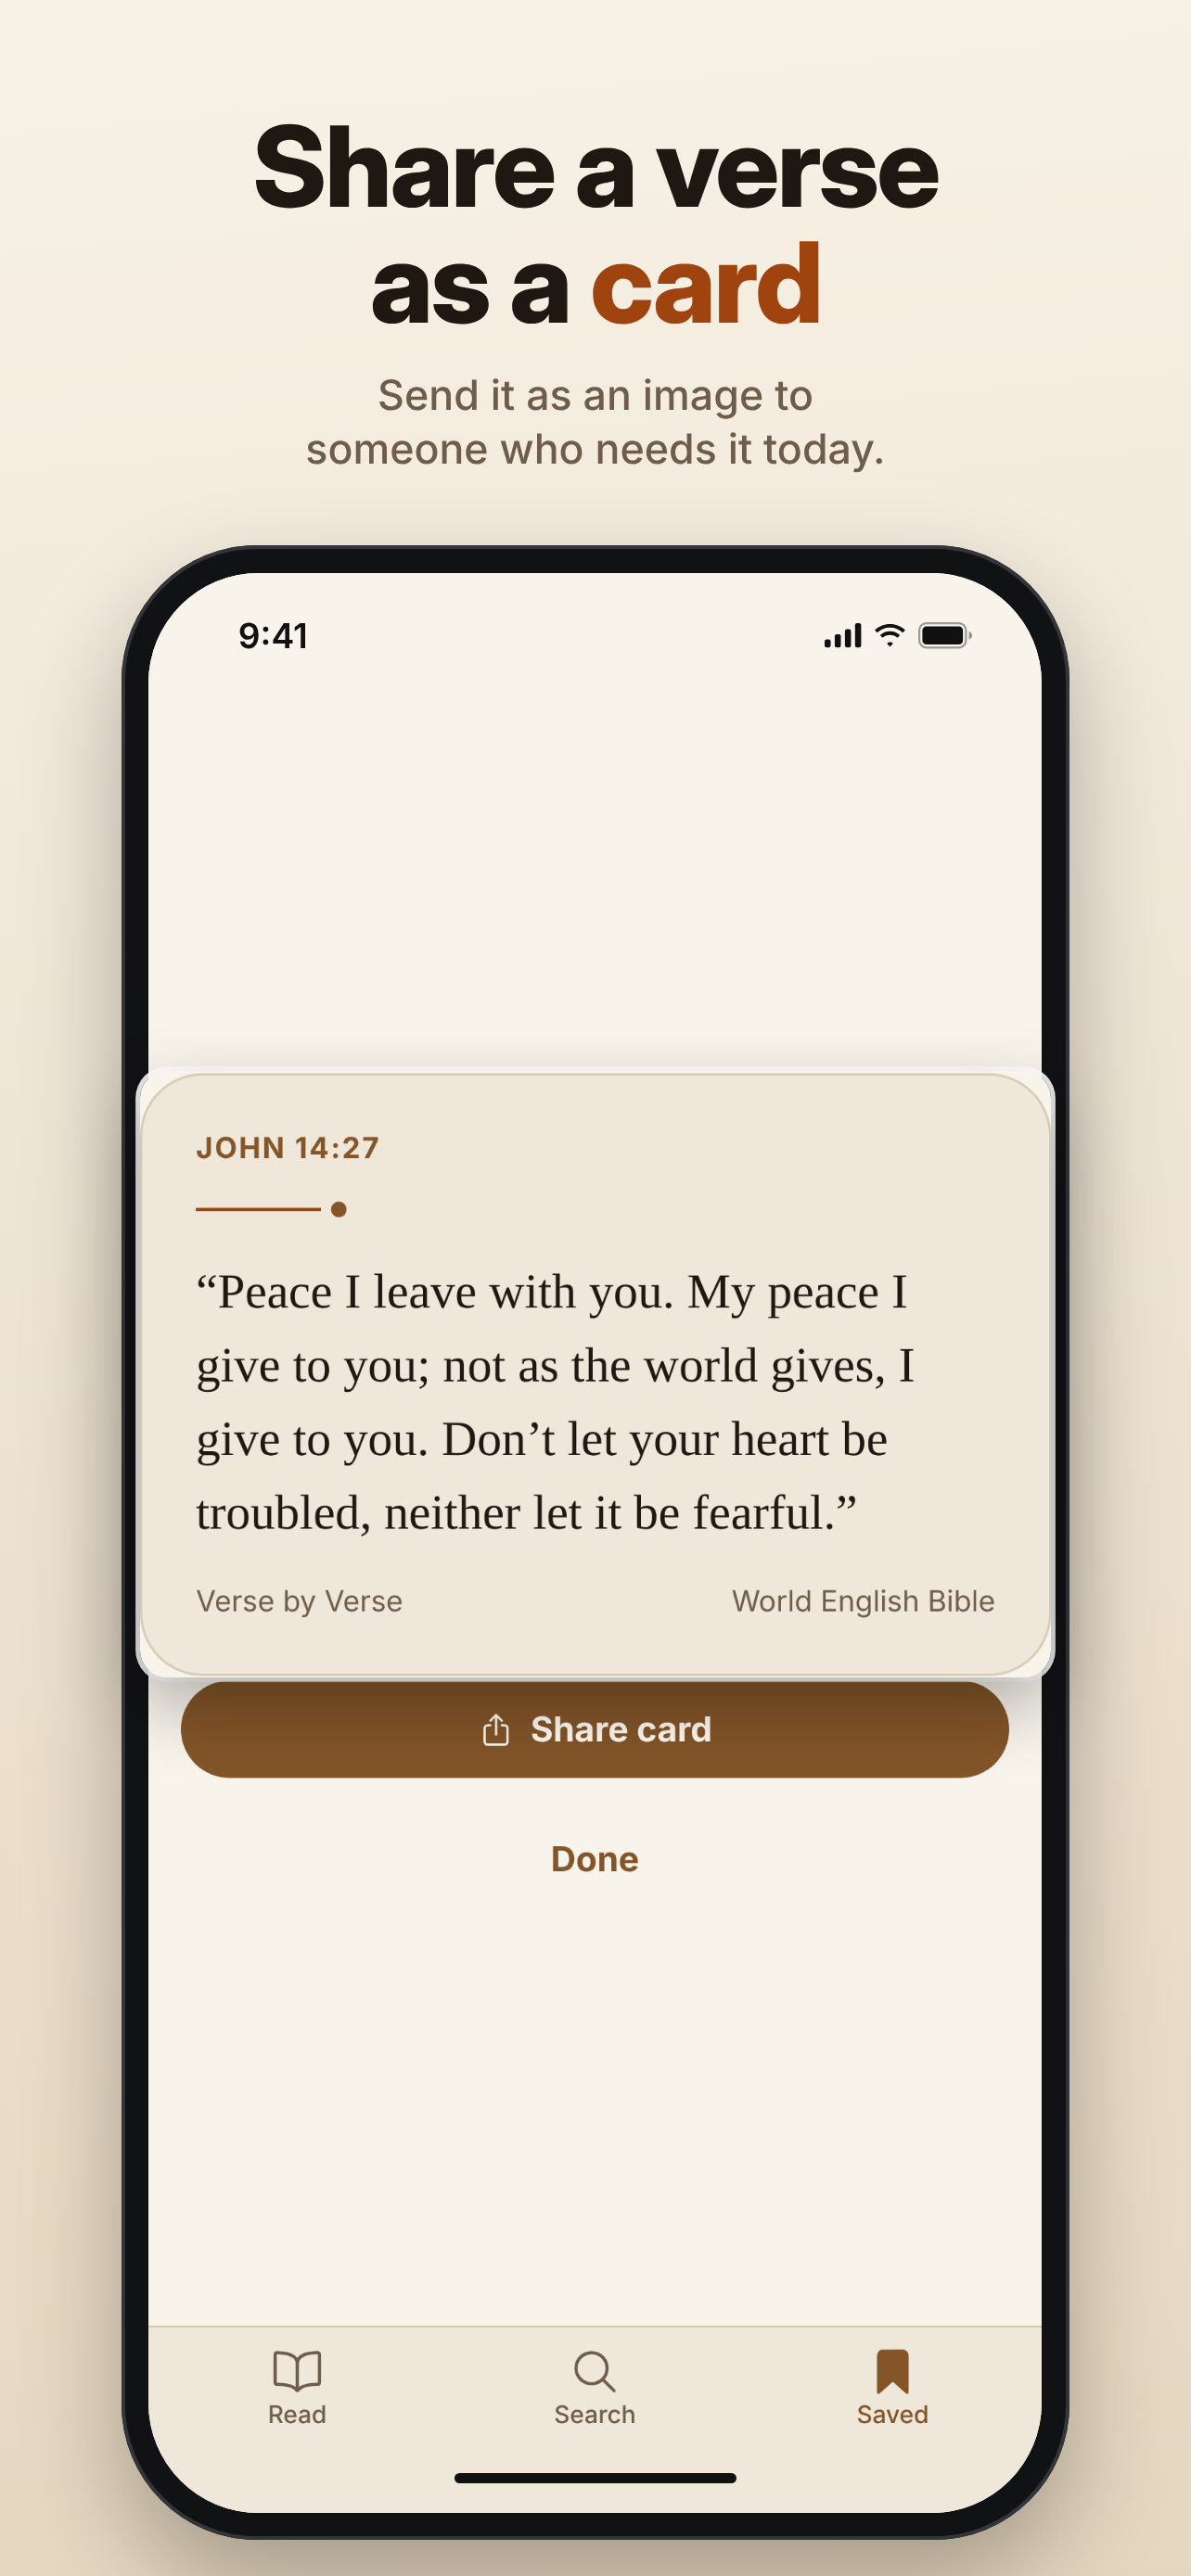 Share a verse
as a card
Send it as an image to
someone who needs it today.
9:41
JOHN 14:27
“Peace I leave with you. My peace I
give to you; not as the world gives, I
give to you. Don’t let your heart be
troubled, neither let it be fearful.”
Verse by Verse World English Bible
Share card
Done
Read Search Saved